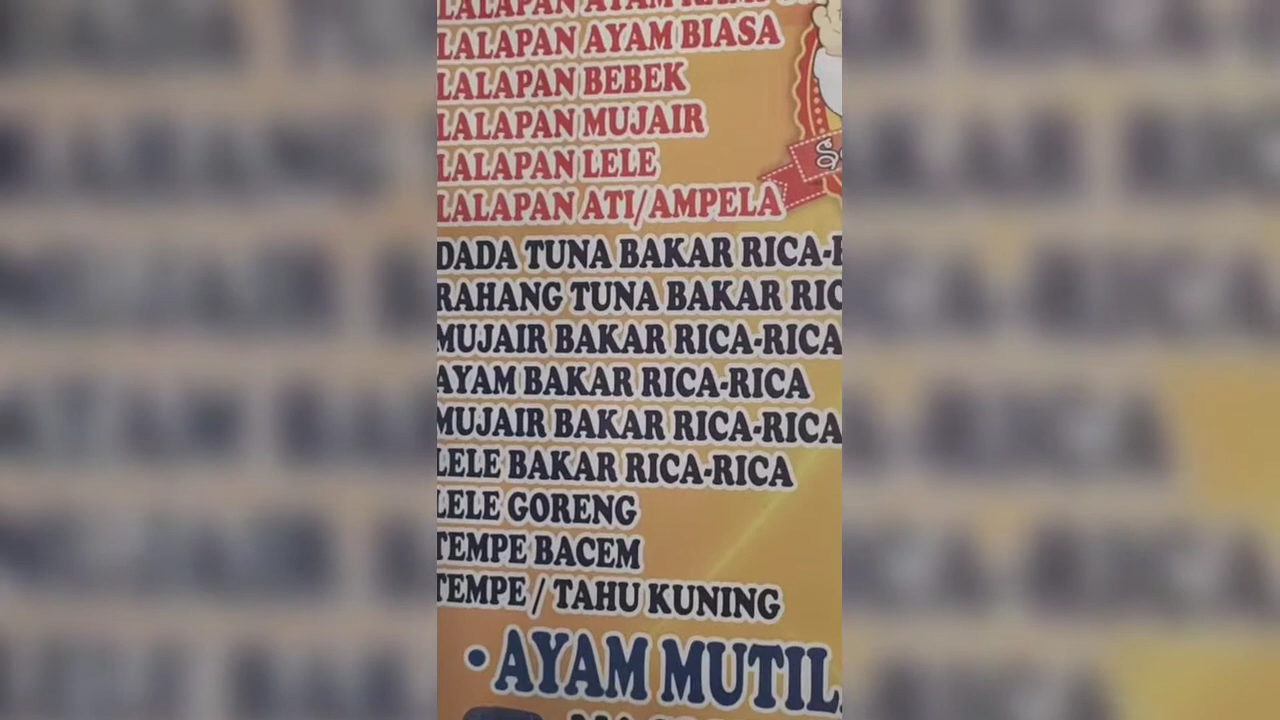 LALAPAN AYAM
LALAPAN AYAM BIASA
LALAPAN BEBEK
LALAPAN MUJAIR
LALAPAN LELE
LALAPAN ATI/AMPELA
DADA TUNA BAKAR RICA-
RAHANG TUNA BAKAR RIC
MUJAIR BAKAR RICA-RICA
AYAM BAKAR RICA-RICA
MUJAIR BAKAR RICA-RICA
LELE BAKAR RICA-RICA
LELE GORENG
TEMPE BACEM
TEMPE / TAHU KUNING
• AYAM MUTIL